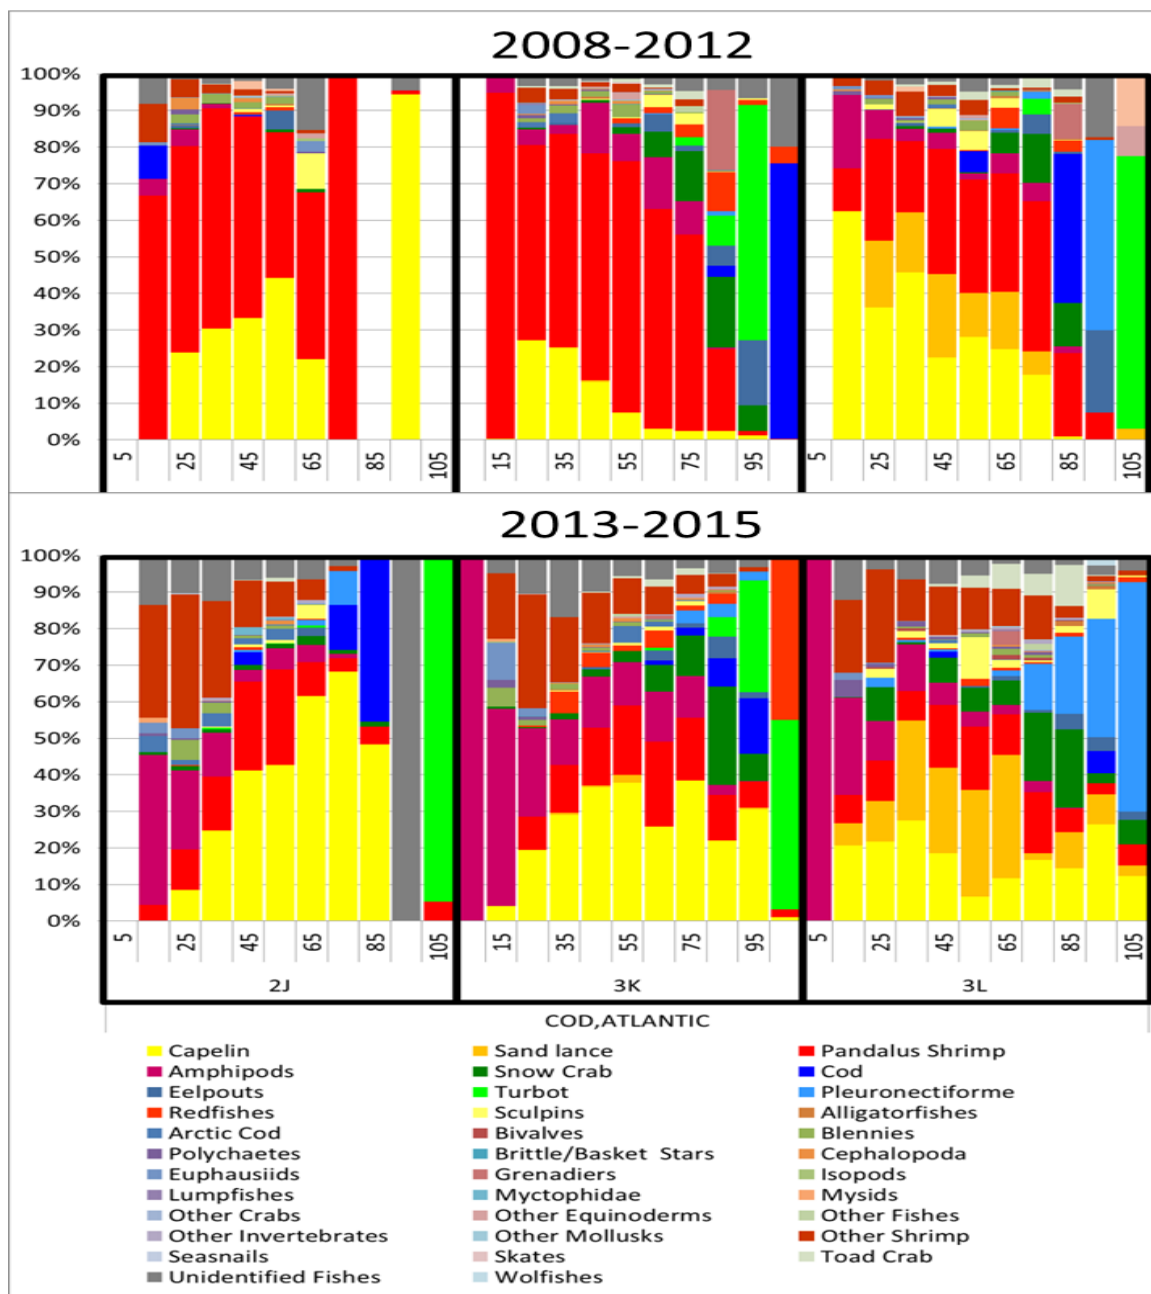 2008-2012
100%
90%
80%
70%
60%
50%
40%
30%
20%
10%
0%
5 25 45 65 85 105 15 35 55 75 95 5 25 45 65 85 105
2013-2015
100%
90%
80%
70%
60%
50%
40%
30%
20%
10%
0%
5 25 45 65 85 105 15 35 55 75 95 5 25 45 65 85 105
2J 3K 3L
COD,ATLANTIC
Capelin Sand lance Pandalus Shrimp
Amphipods Snow Crab Cod
Eelpouts Turbot Pleuronectiforme
Redfishes Sculpins Alligatorfishes
Arctic Cod Bivalves Blennies
Polychaetes Brittle/Basket Stars Cephalopoda
Euphausiids Grenadiers Isopods
Lumpfishes Myctophidae Mysids
Other Crabs Other Equinoderms Other Fishes
Other Invertebrates Other Mollusks Other Shrimp
Seasnails Skates Toad Crab
Unidentified Fishes Wolfishes